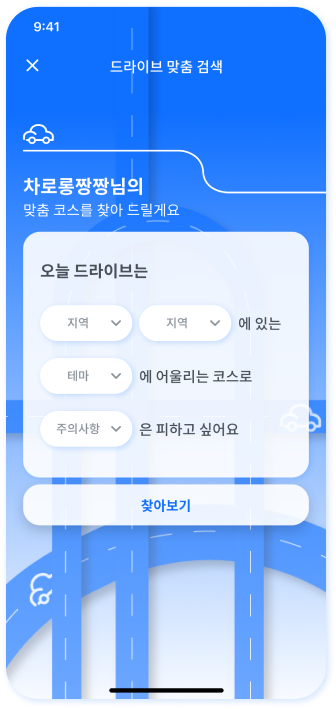 9:41
드라이브 맞춤 검색
차로롱짱짱님의
맞춤 코스를 찾아 드릴게요
오늘 드라이브는
지역 지역 에 있는
테마 에 어울리는 코스로
주의사항 은 피하고 싶어요
찾아보기